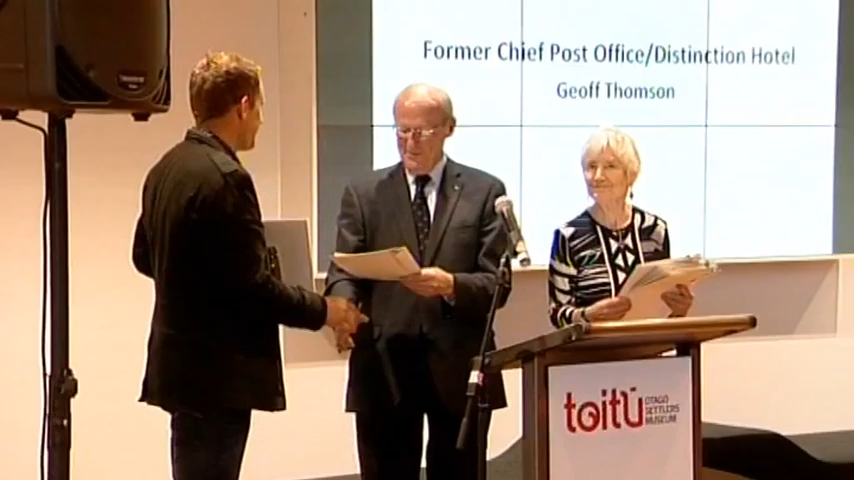 Former Chief Post Office/Distinction Hotel
Geoff Thomson
toitū
OTAGO
SETTLERS
MUSEUM